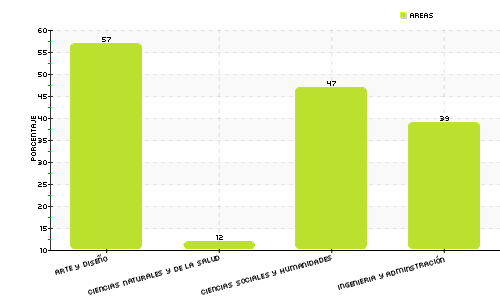 AREAS
60
57
55
50
47
45
PORCENTAJE
40
39
35
30
25
20
15
12
10
ARTE Y DISEÑO
CIENCIAS NATURALES Y DE LA SALUD
CIENCIAS SOCIALES Y HUMANIDADES
INGENIERIA Y ADMINSTRACIÓN